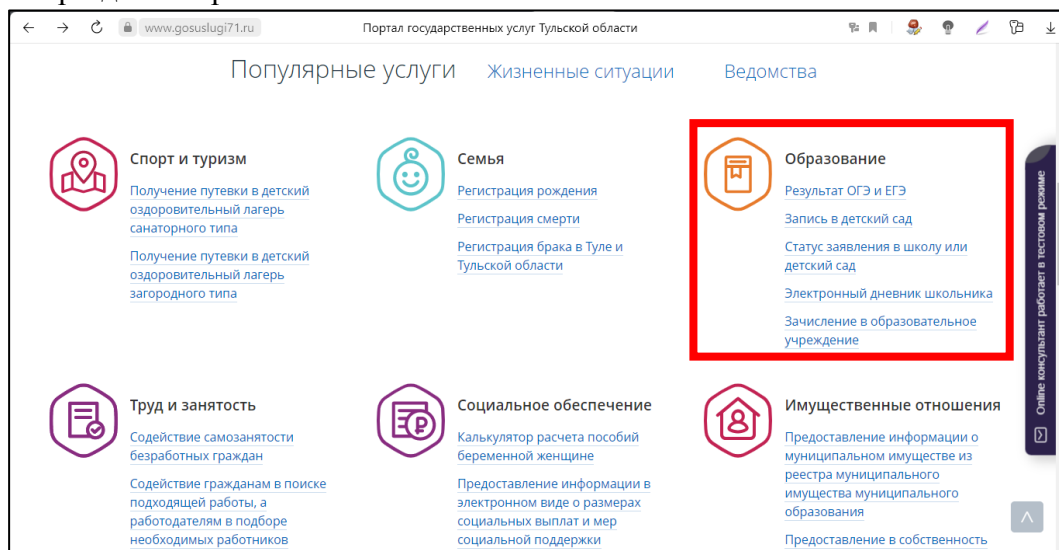 www.gosuslugi71.ru
Портал государственных услуг Тульской области
Популярные услуги
Жизненные ситуации
Ведомства
Спорт и туризм
Получение путевки в детский
оздоровительный лагерь
санаторного типа
Получение путевки в детский
оздоровительный лагерь
загородного типа
Семья
Регистрация рождения
Регистрация смерти
Регистрация брака в Туле и
Тульской области
Образование
Результат ОГЭ и ЕГЭ
Запись в детский сад
Статус заявления в школу или
детский сад
Электронный дневник школьника
Зачисление в образовательное
учреждение
Труд и занятость
Содействие самозанятости
безработных граждан
Содействие гражданам в поиске
подходящей работы, а
работодателям в подборе
необходимых работников
Социальное обеспечение
Калькулятор расчета пособий
беременной женщине
Предоставление информации в
электронном виде о размерах
социальных выплат и мер
социальной поддержки
Имущественные отношения
Предоставление информации о
муниципальном имуществе из
реестра муниципального
имущества муниципального
образования
Предоставление в собственность
Online консультант работает в тестовом режиме